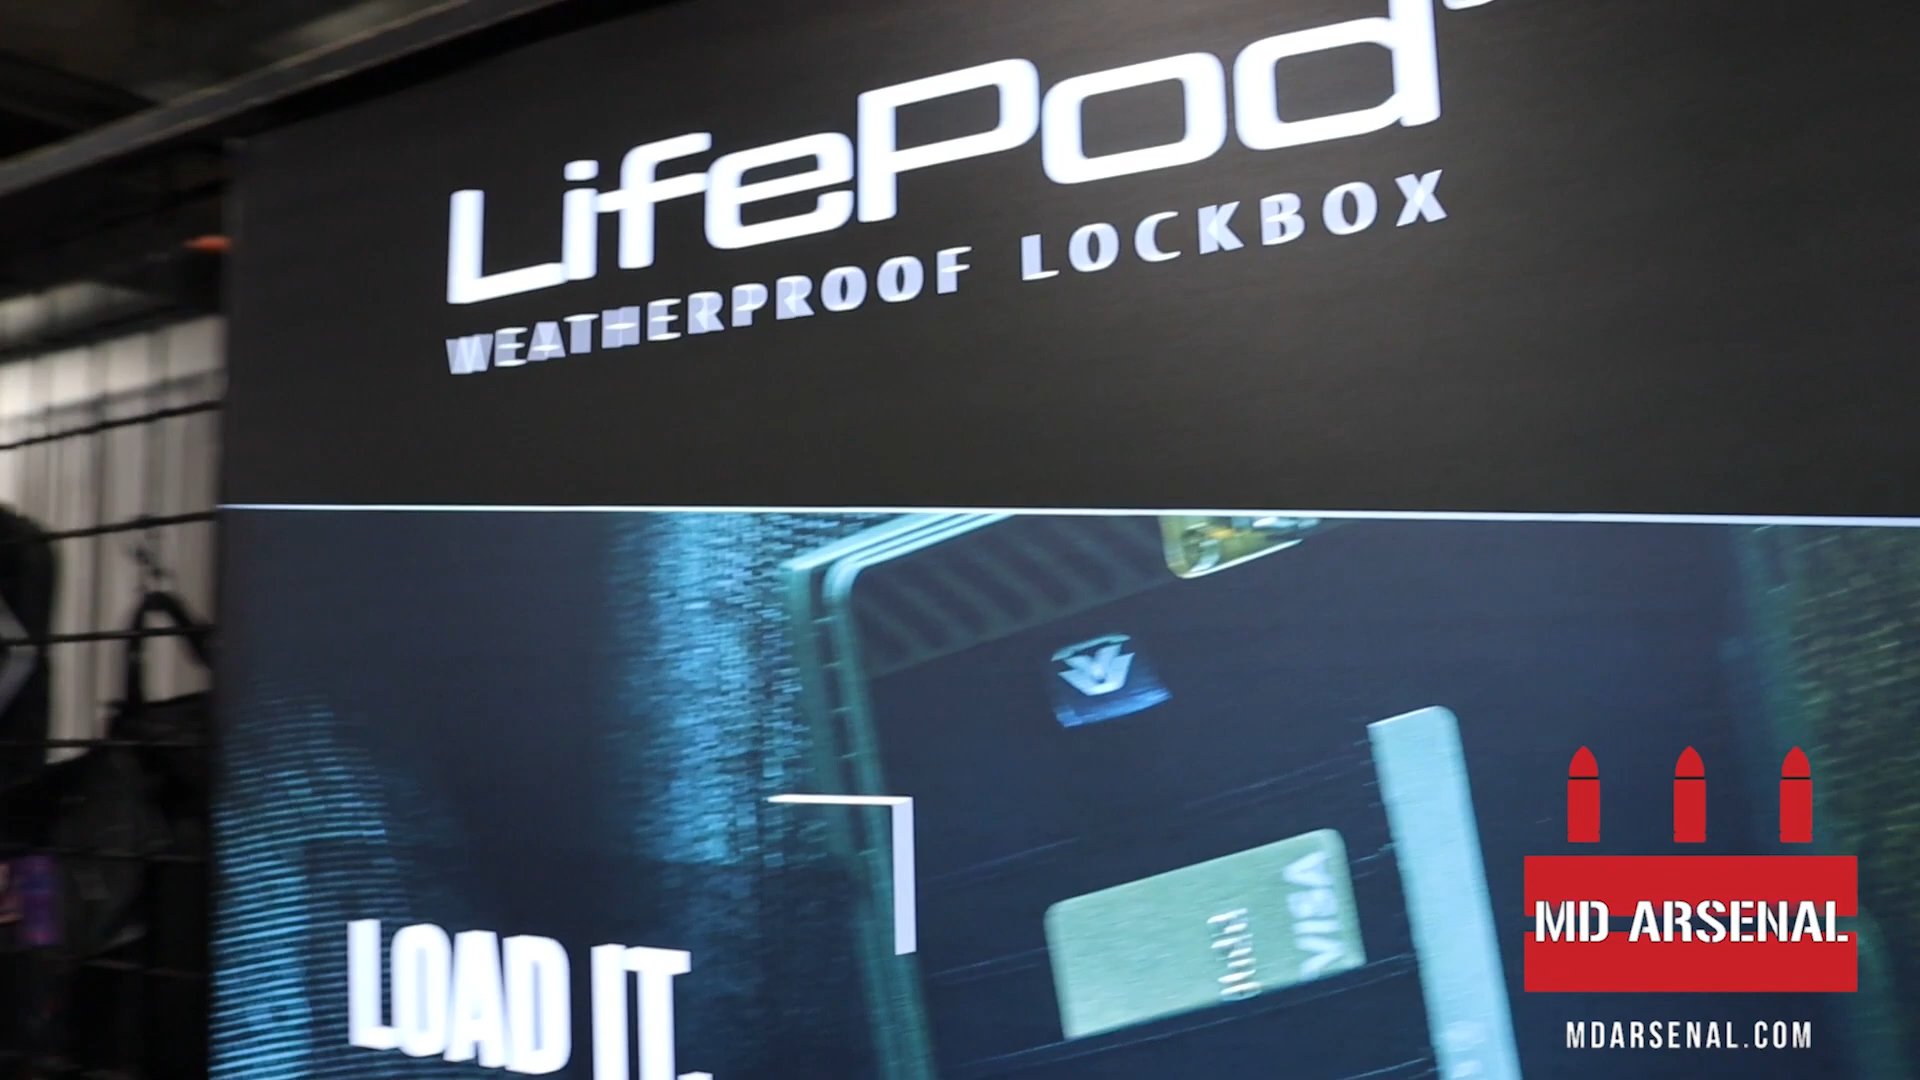 LifePod
WEATHERPROOF LOCKBOX
VISA
LOAD IT.
MD ARSENAL
MDARSENAL.COM